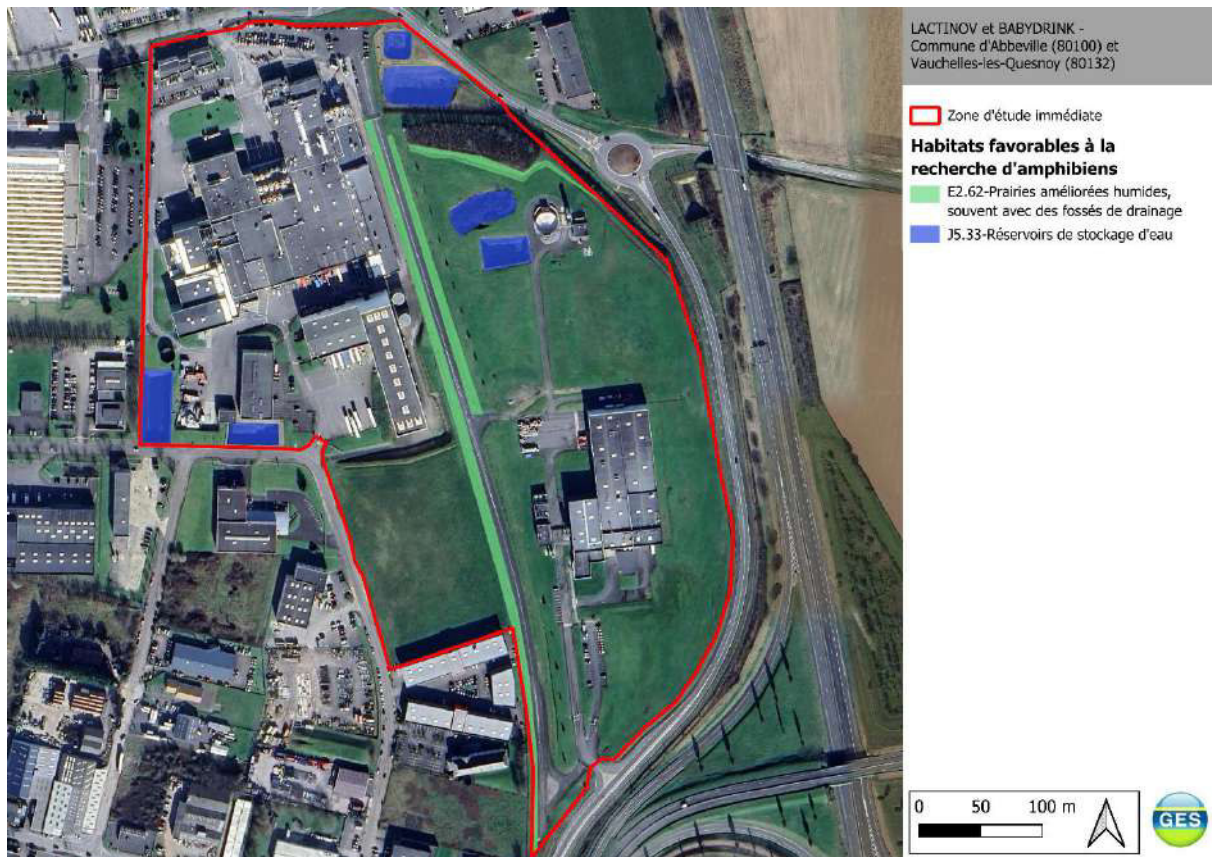 LACTINOV et BABYDRINK -
Commune d'Abbeville (80100) et
Vauchelles-les-Quesnoy (80132)
Zone d'étude immédiate
Habitats favorables à la
recherche d'amphibiens
E2.62-Prairies améliorées humides,
souvent avec des fossés de drainage
J5.33-Réservoirs de stockage d'eau
0 50 100 m
GES